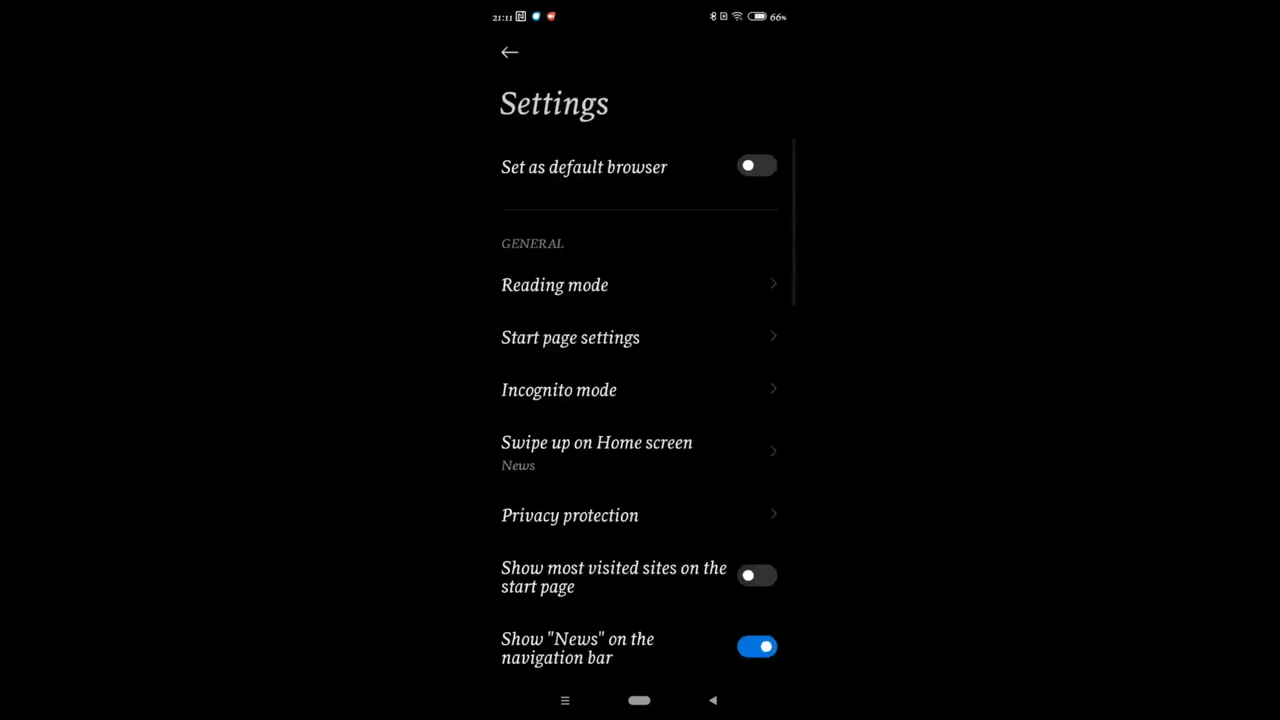 21:11 66%
Settings
Set as default browser
GENERAL
Reading mode
Start page settings
Incognito mode
Swipe up on Home screen
News
Privacy protection
Show most visited sites on the
start page
Show "News" on the
navigation bar